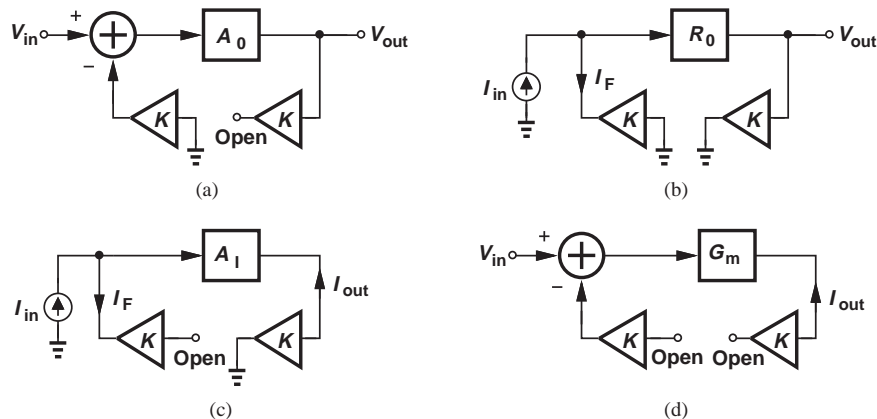 V_in + A_0 V_out
−
K K
Open
(a)
R_0 V_out
I_in I_F
K K
(b)
A_I
I_in I_F I_out
K K
Open
(c)
V_in + G_m
− I_out
K K
Open Open
(d)